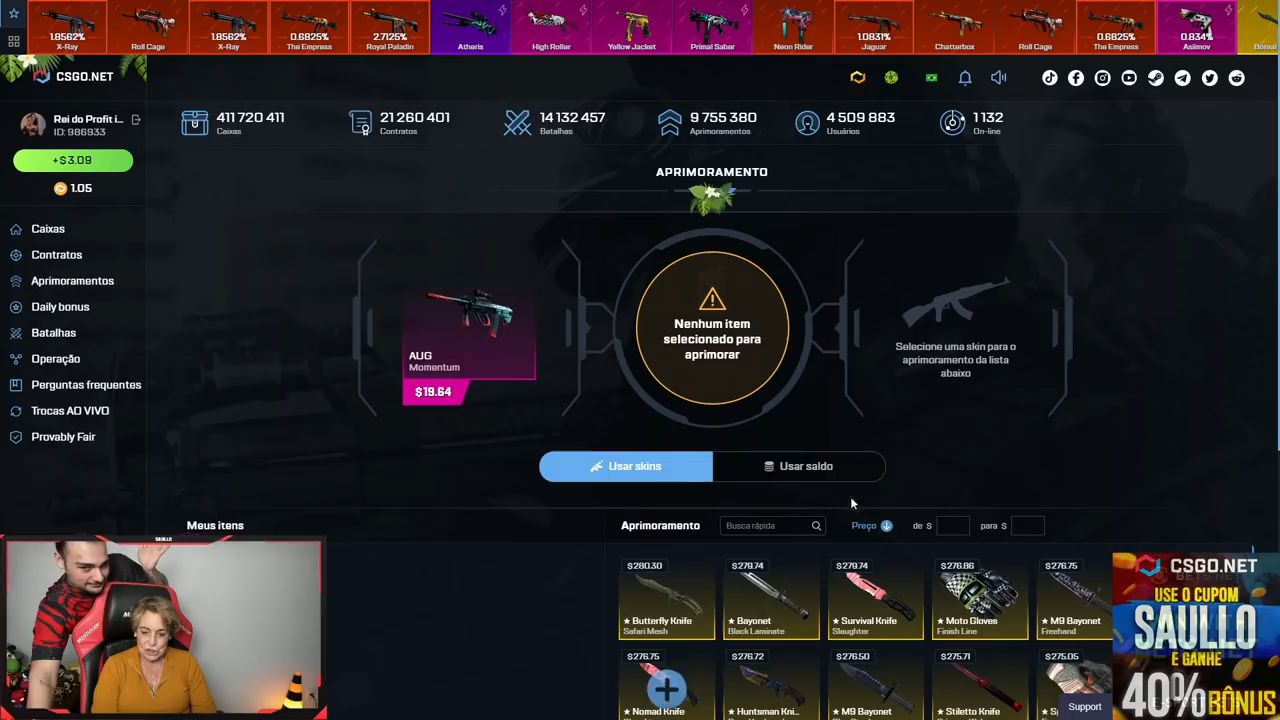 1.8562%
X-Ray
Roll Cage
1.8562%
X-Ray
0.6825%
The Empress
2.7125%
Royal Paladin
Atheris
High Roller
Yellow Jacket
Primal Saber
Neon Rider
1.0831%
Jaguar
Chatterbox
Roll Cage
0.6825%
The Empress
0.834%
Asiimov
CSGO.NET
Rei do Profit i...
ID: 986933
+$3.09
1.05
411 720 411
Caixas
21 260 401
Contratos
14 132 457
Batalhas
9 755 380
Aprimoramentos
4 509 883
Usuários
1 132
On-line
Caixas
Contratos
Aprimoramentos
Daily bonus
Batalhas
Operação
Perguntas frequentes
Trocas AO VIVO
Provably Fair
APRIMORAMENTO
AUG
Momentum
$19.64
Nenhum item
selecionado para
aprimorar
Selecione uma skin para o
aprimoramento da lista
abaixo
Usar skins
Usar saldo
Meus itens
Aprimoramento
Busca rápida
Preço
de $
para $
$280.30
★ Butterfly Knife
Safari Mesh
$279.74
★ Bayonet
Black Laminate
$279.74
★ Survival Knife
Slaughter
$276.86
★ Moto Gloves
Finish Line
$276.75
★ M9 Bayonet
Freehand
$276.75
★ Nomad Knife
$276.72
★ Huntsman Kni...
$276.50
★ M9 Bayonet
$275.71
★ Stiletto Knife
$275.05
SAULLO
CSGO.NET
USE O CUPOM
SAULLO
E GANHE
40% BÔNUS
Support